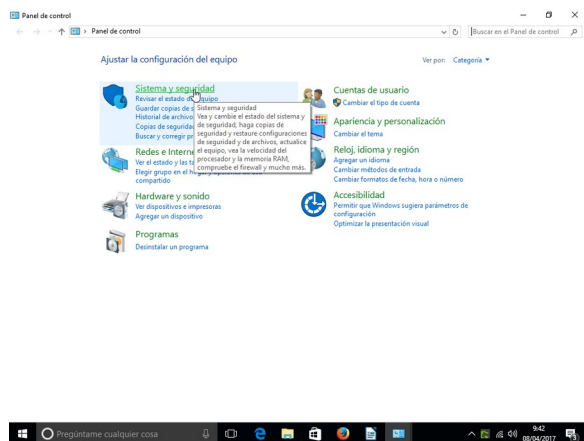 Panel de control
Panel de control
Buscar en el Panel de control
Ajustar la configuración del equipo
Ver por: Categoría
Sistema y seguridad
Revisar el estado del equipo
Guardar copias de s
Historial de archivo
Copias de segurida
Buscar y corregir pr
Sistema y seguridad
Vea y cambie el estado del sistema y
de seguridad, haga copias de
seguridad y restaure configuraciones
de seguridad y de archivos, actualice
el equipo, vea la velocidad del
procesador y la memoria RAM,
compruebe el firewall y mucho más.
Redes e Interne
Ver el estado y las ta
Elegir grupo en el
compartido
Hardware y sonido
Ver dispositivos e impresoras
Agregar un dispositivo
Programas
Desinstalar un programa
Cuentas de usuario
Cambiar el tipo de cuenta
Apariencia y personalización
Cambiar el tema
Reloj, idioma y región
Agregar un idioma
Cambiar métodos de entrada
Cambiar formatos de fecha, hora o número
Accesibilidad
Permitir que Windows sugiera parámetros de
configuración
Optimizar la presentación visual
Pregúntame cualquier cosa
9:42
08/04/2017